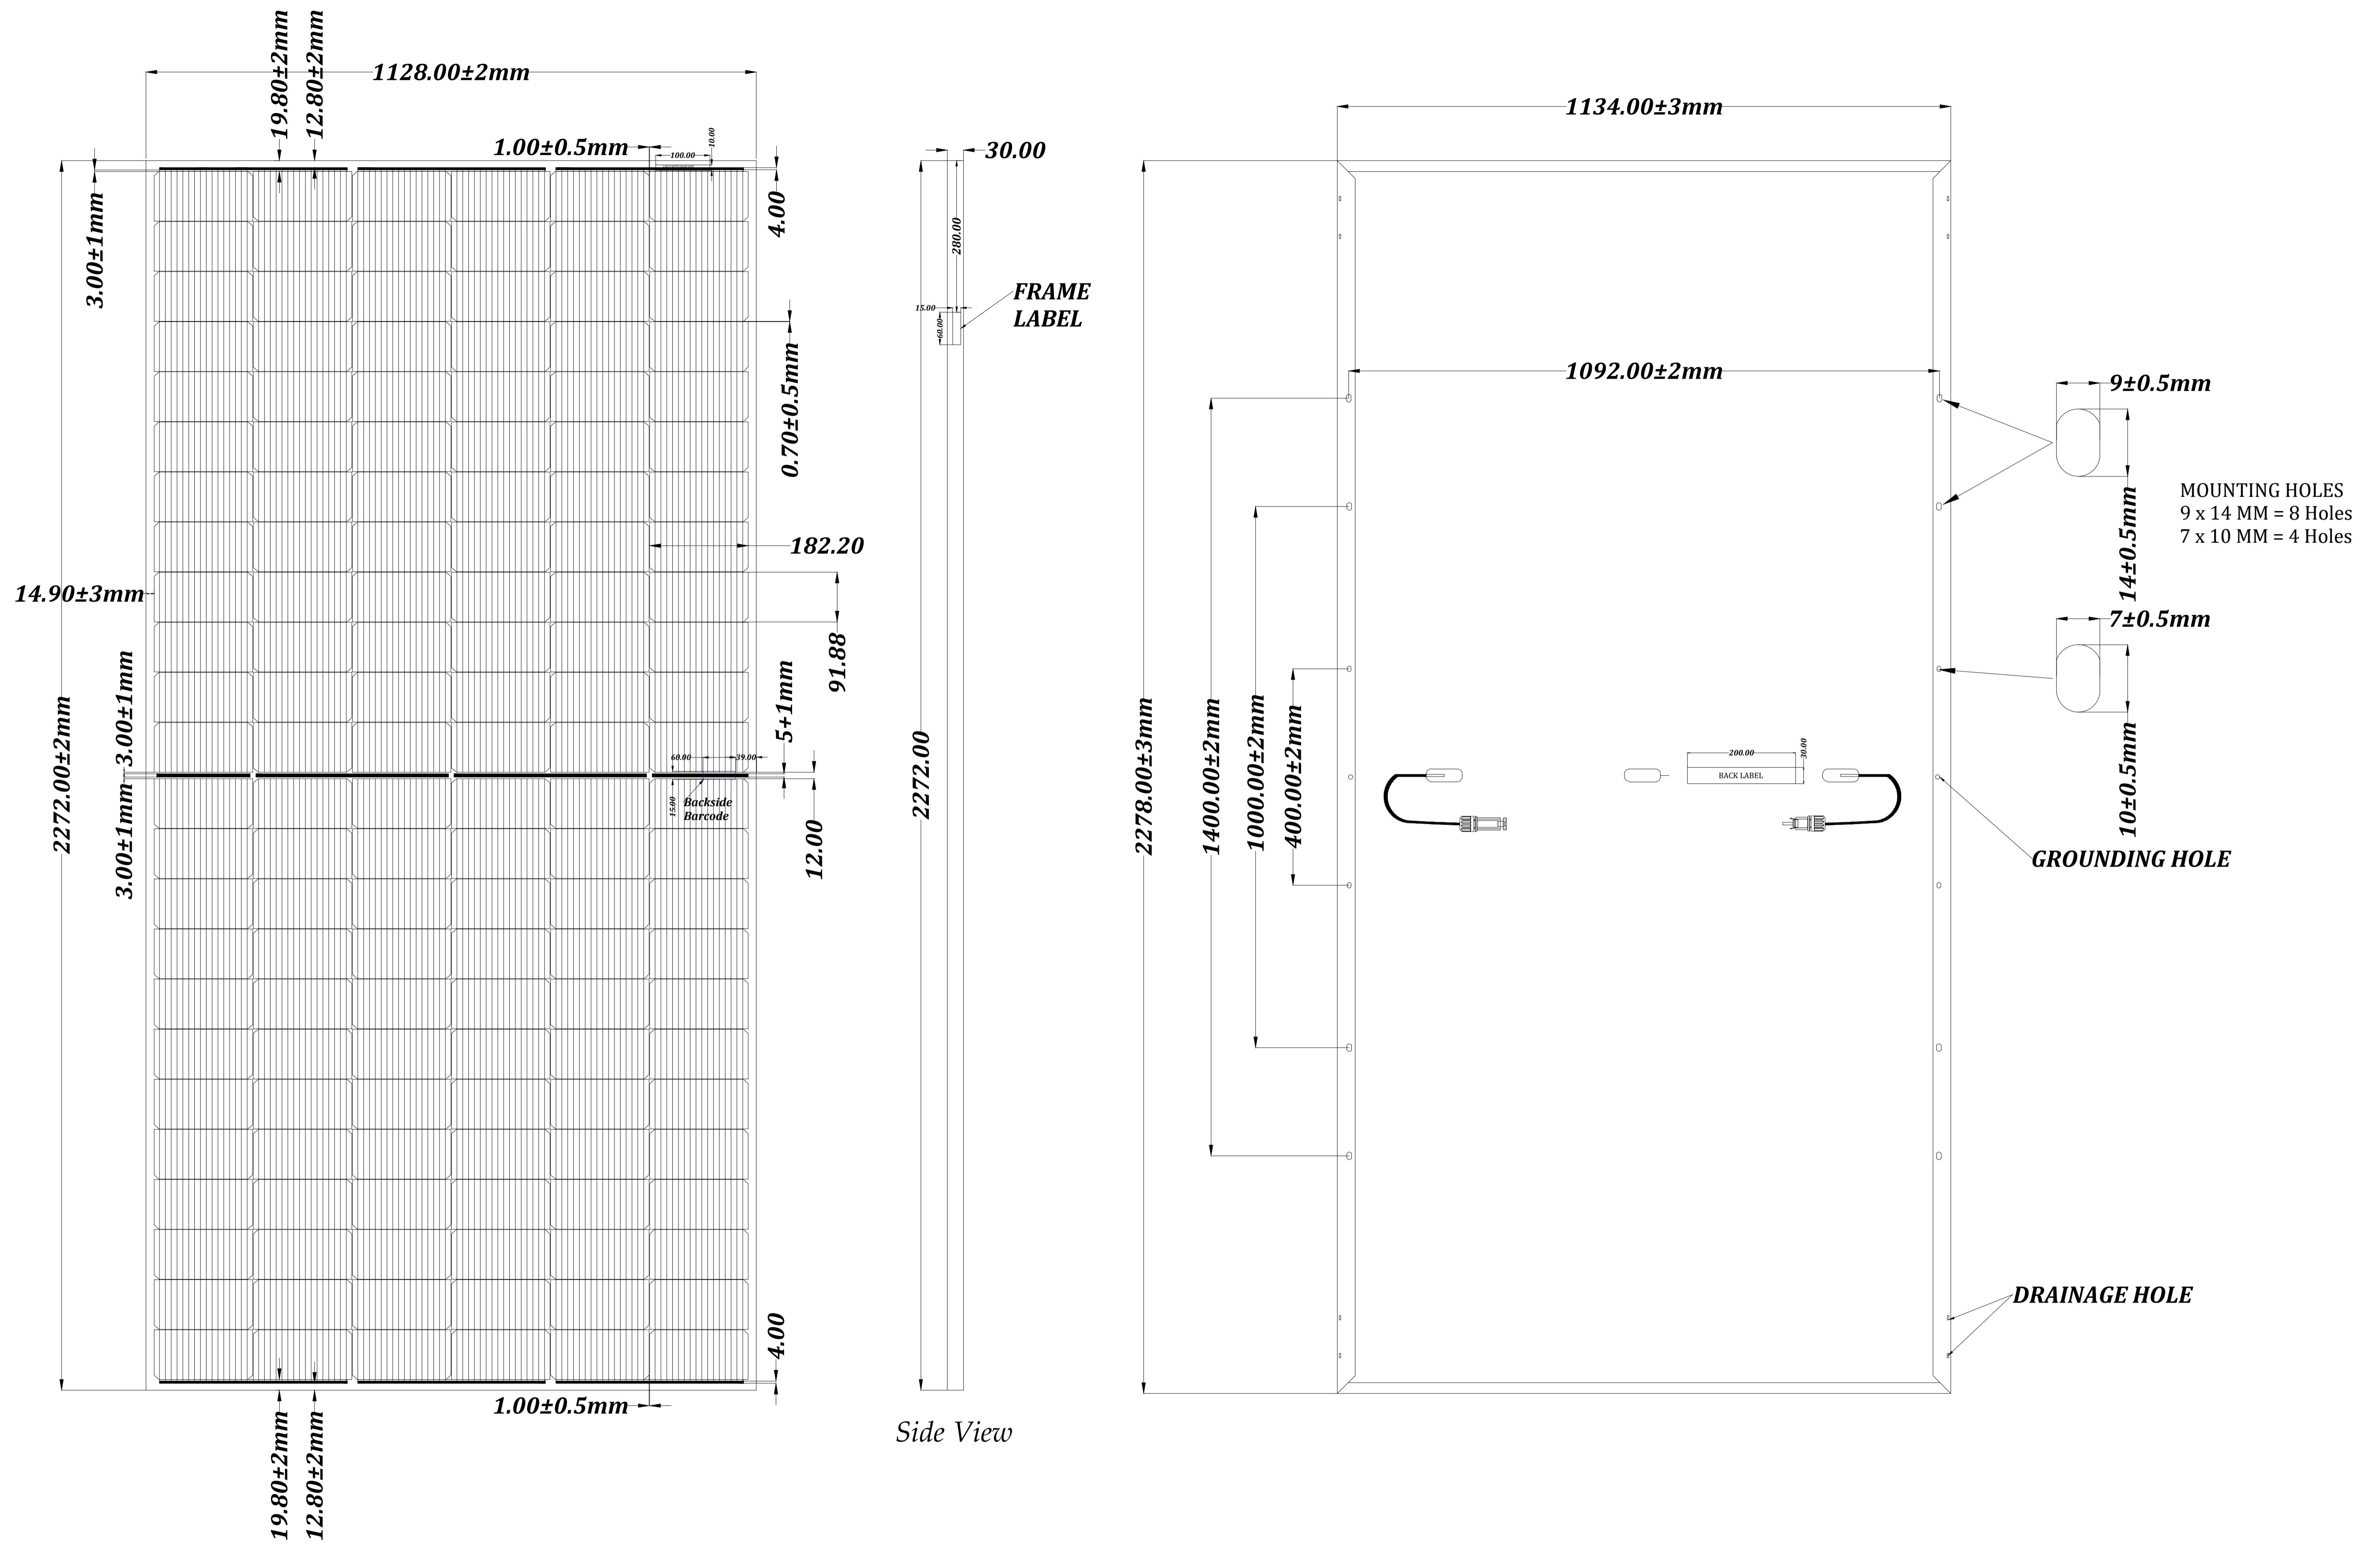 19.80±2mm
12.80±2mm
1128.00±2mm
1.00±0.5mm
100.00
10.00
4.00
3.00±1mm
0.70±0.5mm
182.20
14.90±3mm
91.88
3.00±1mm
5+1mm
60.00
39.00
2272.00±2mm
3.00±1mm
15.00
Backside
Barcode
12.00
4.00
1.00±0.5mm
19.80±2mm
12.80±2mm
30.00
280.00
FRAME
LABEL
15.00
60.00
2272.00
Side View
1134.00±3mm
1092.00±2mm
9±0.5mm
14±0.5mm
MOUNTING HOLES
9 x 14 MM = 8 Holes
7 x 10 MM = 4 Holes
7±0.5mm
10±0.5mm
2278.00±3mm
1400.00±2mm
1000.00±2mm
400.00±2mm
200.00
30.00
BACK LABEL
GROUNDING HOLE
DRAINAGE HOLE